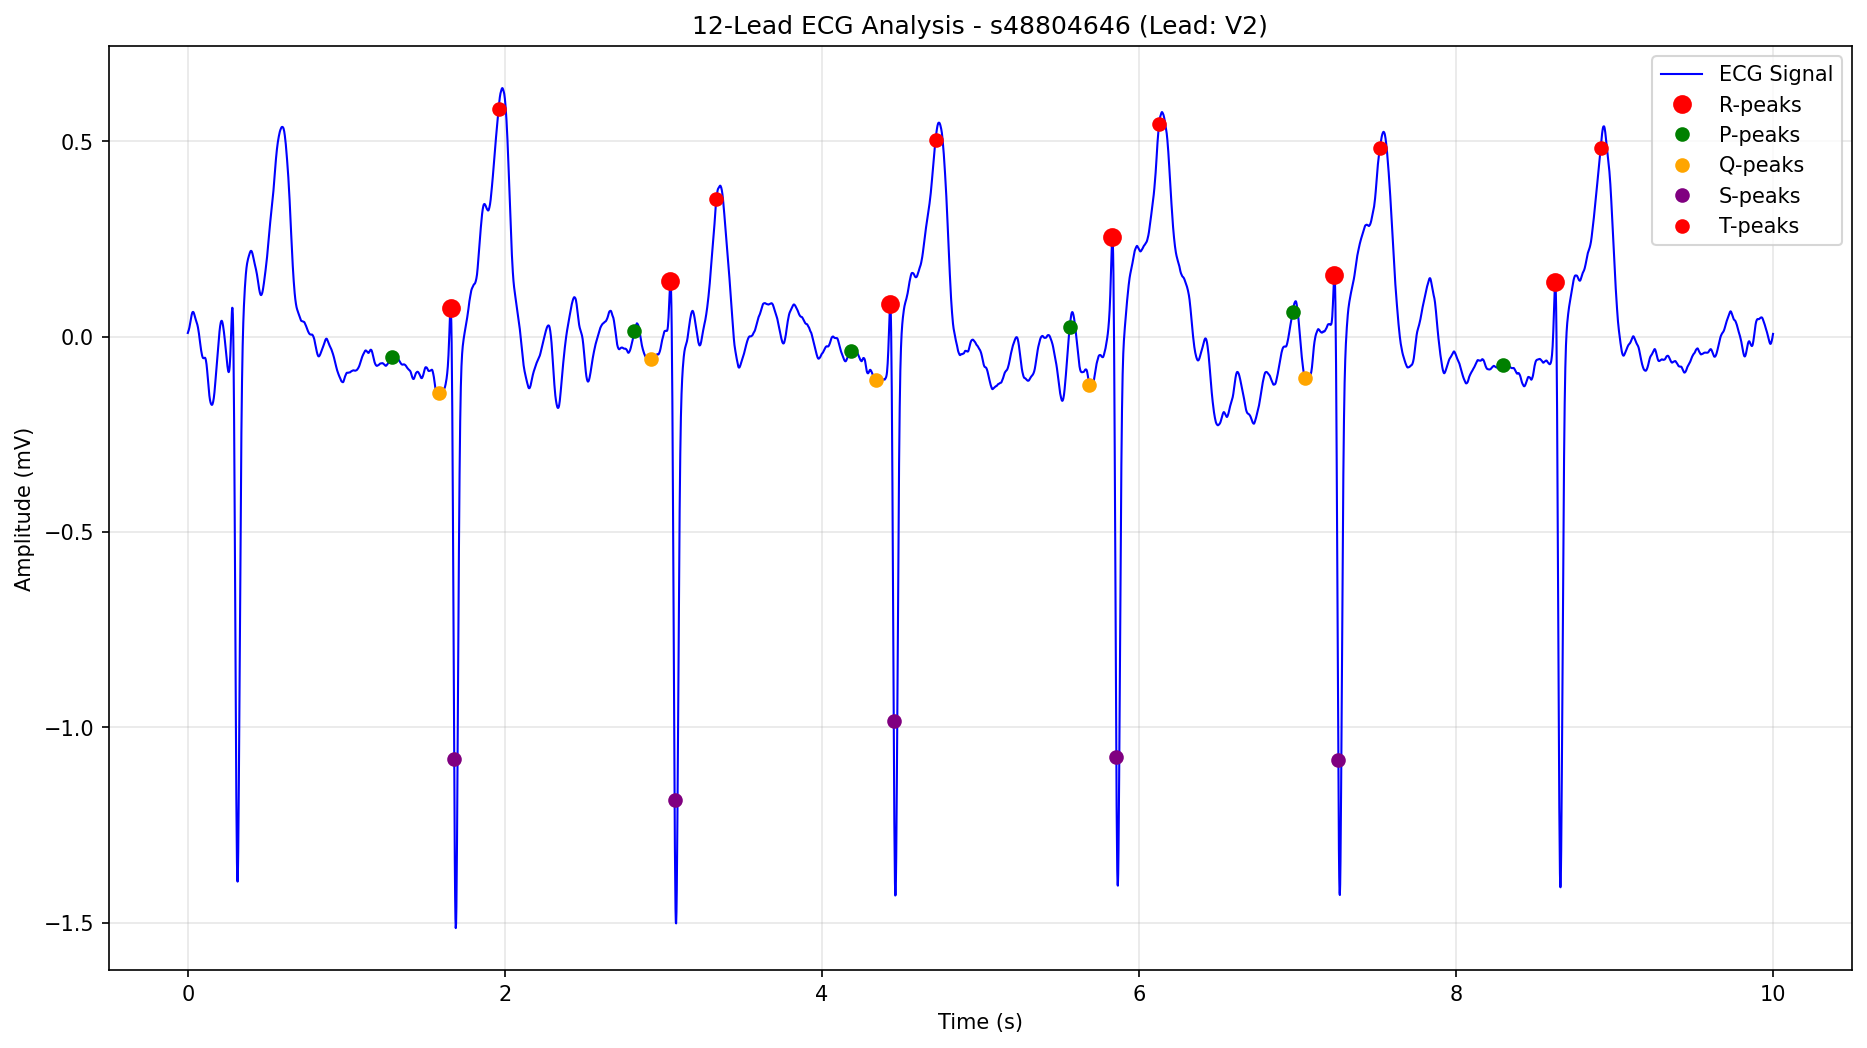 12-Lead ECG Analysis - s48804646 (Lead: V2)
ECG Signal
R-peaks
P-peaks
Q-peaks
S-peaks
T-peaks
Amplitude (mV)
0.5
0.0
−0.5
−1.0
−1.5
0 2 4 6 8 10
Time (s)